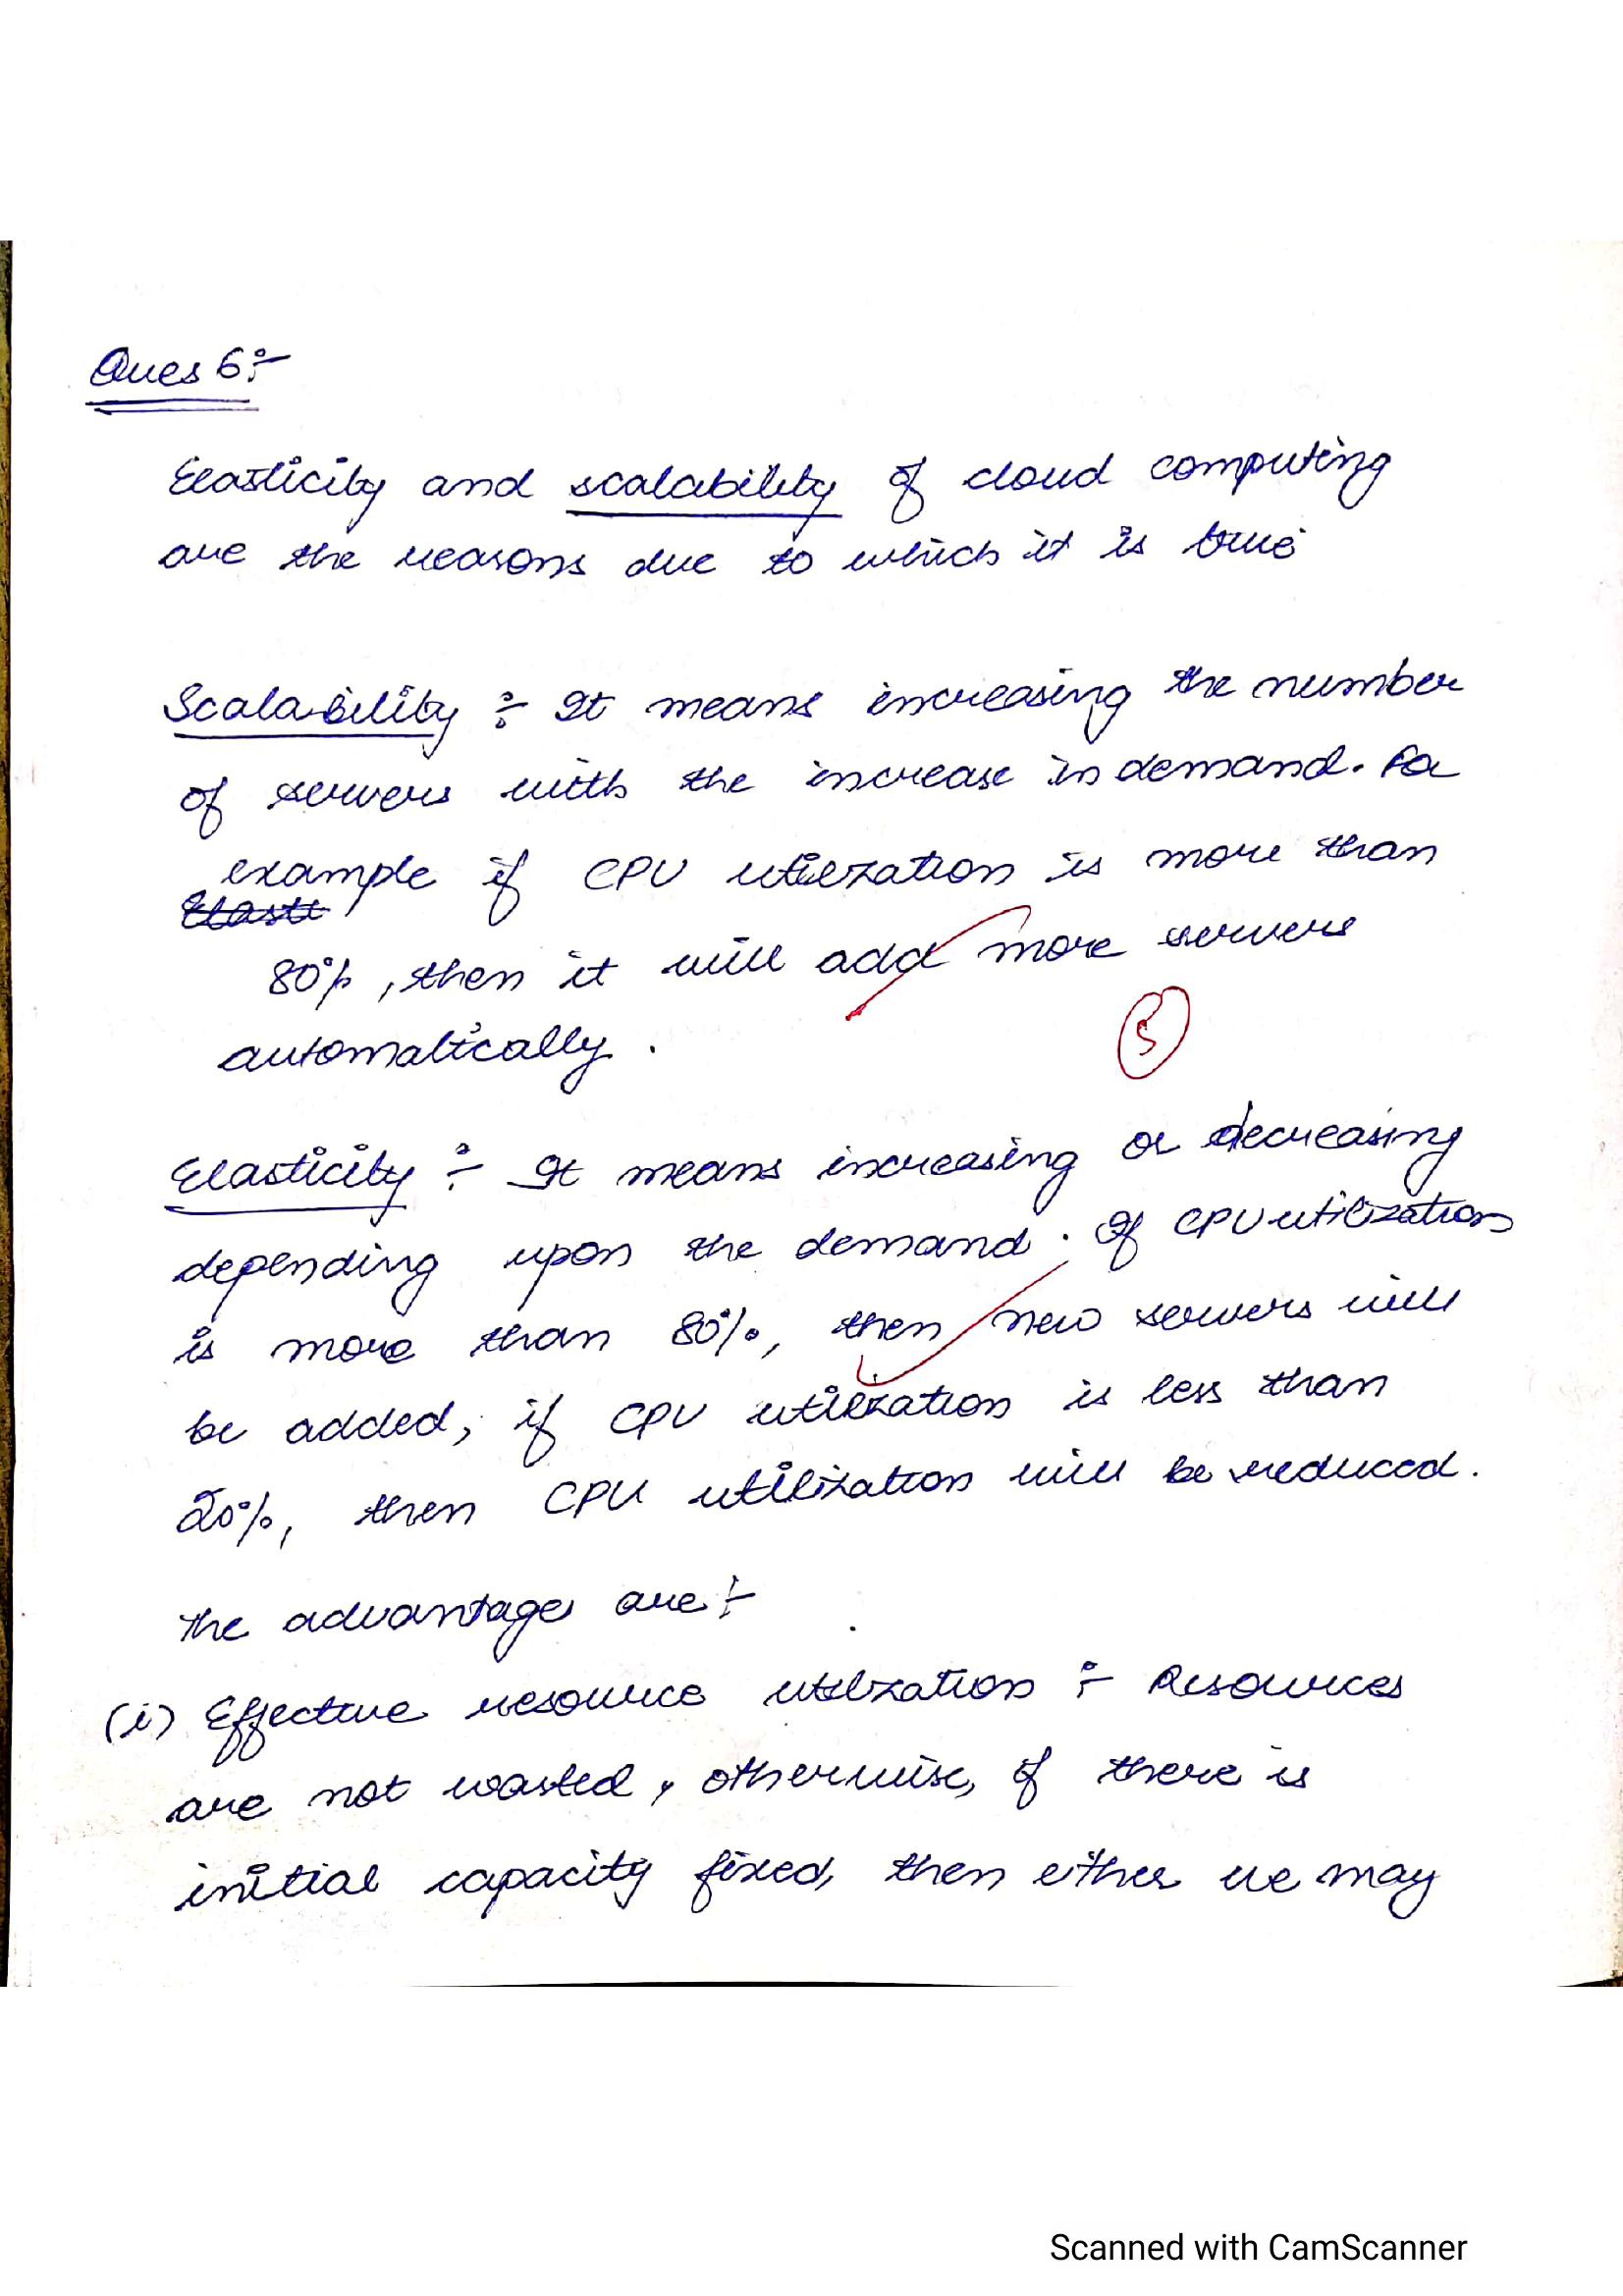 Ques 6:-
Elasticity and scalability of cloud computing
are the reasons due to which it is true
Scalability :- It means increasing the number
of servers with the increase in demand. For
example if CPU utilization is more than
80%, then it will add more servers
5
automatically.
Elasticity :- It means increasing or decreasing
depending upon the demand. If CPU utilization
is more than 80%, then new servers will
be added, if CPU utilization is less than
20%, then CPU utilization will be reduced.
The advantages are :-
(i) Effective resource utilization :- Resources
are not wasted, otherwise, if there is
initial capacity fixed, then either we may
Scanned with CamScanner